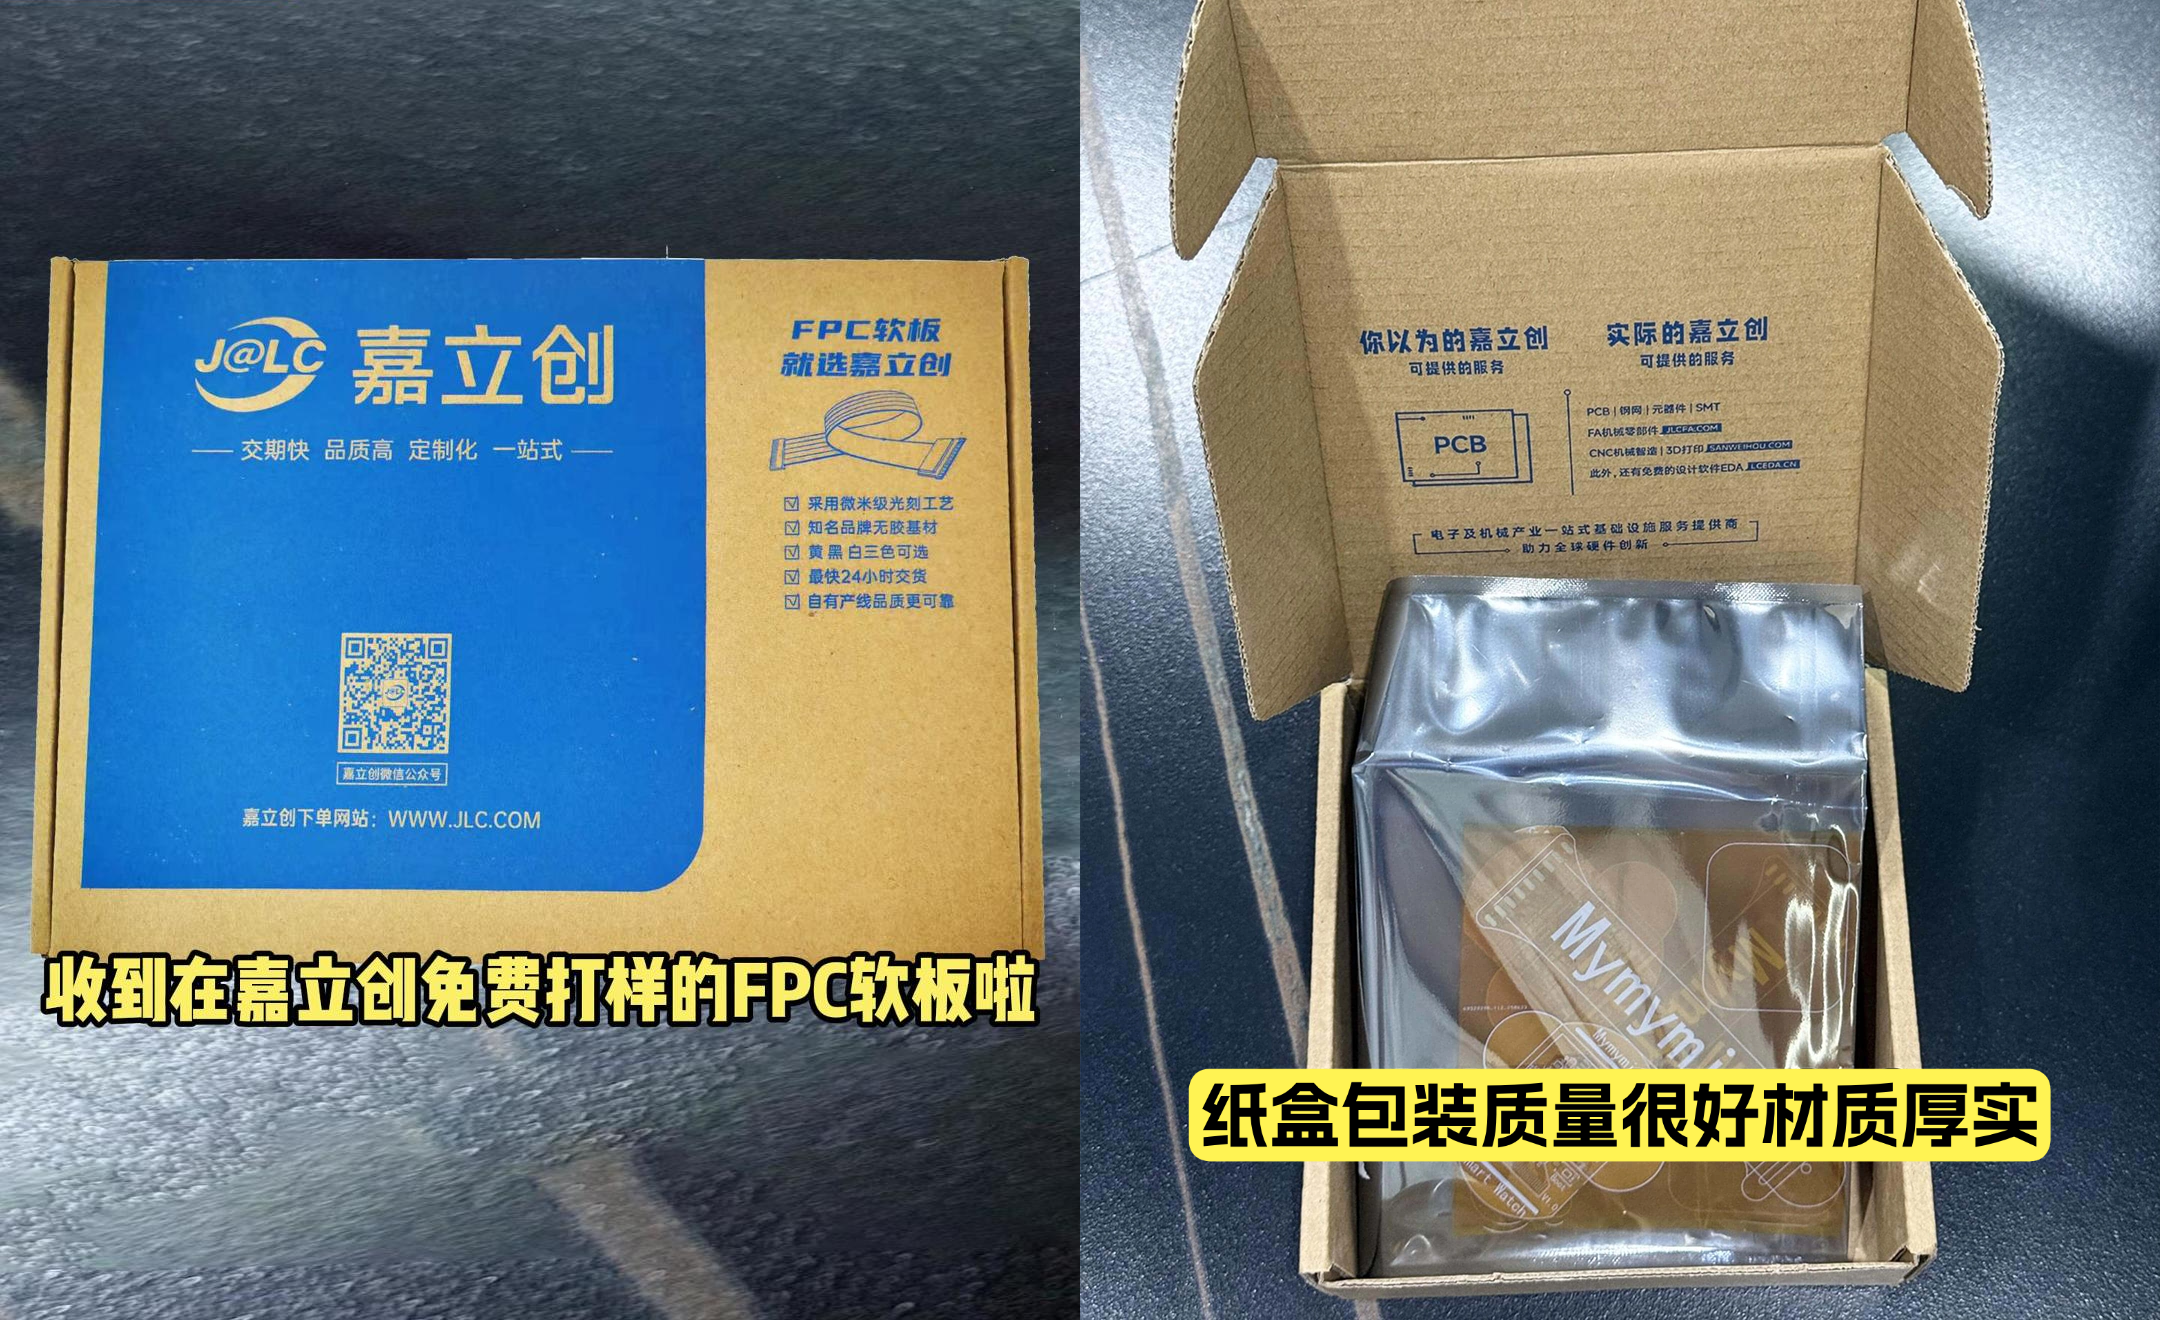 J@LC 嘉立创
交期快 品质高 定制化 一站式
嘉立创微信公众号
嘉立创下单网站：WWW.JLC.COM
FPC软板
就选嘉立创
采用微米级光刻工艺
知名品牌无胶基材
黄 黑 白三色可选
最快24小时交货
自有产线品质更可靠
收到在嘉立创免费打样的FPC软板啦
你以为的嘉立创
可提供的服务
PCB
实际的嘉立创
可提供的服务
PCB | 钢网 | 元器件 | SMT
FA机械零部件 JLCFA.COM
CNC机械智造 | 3D打印 SANWEIHOU.COM
此外，还有免费的设计软件EDA LCEDA.CN
电子及机械产业一站式基础设施服务提供商
助力全球硬件创新
Mymymi
纸盒包装质量很好材质厚实
Watch
V1.0